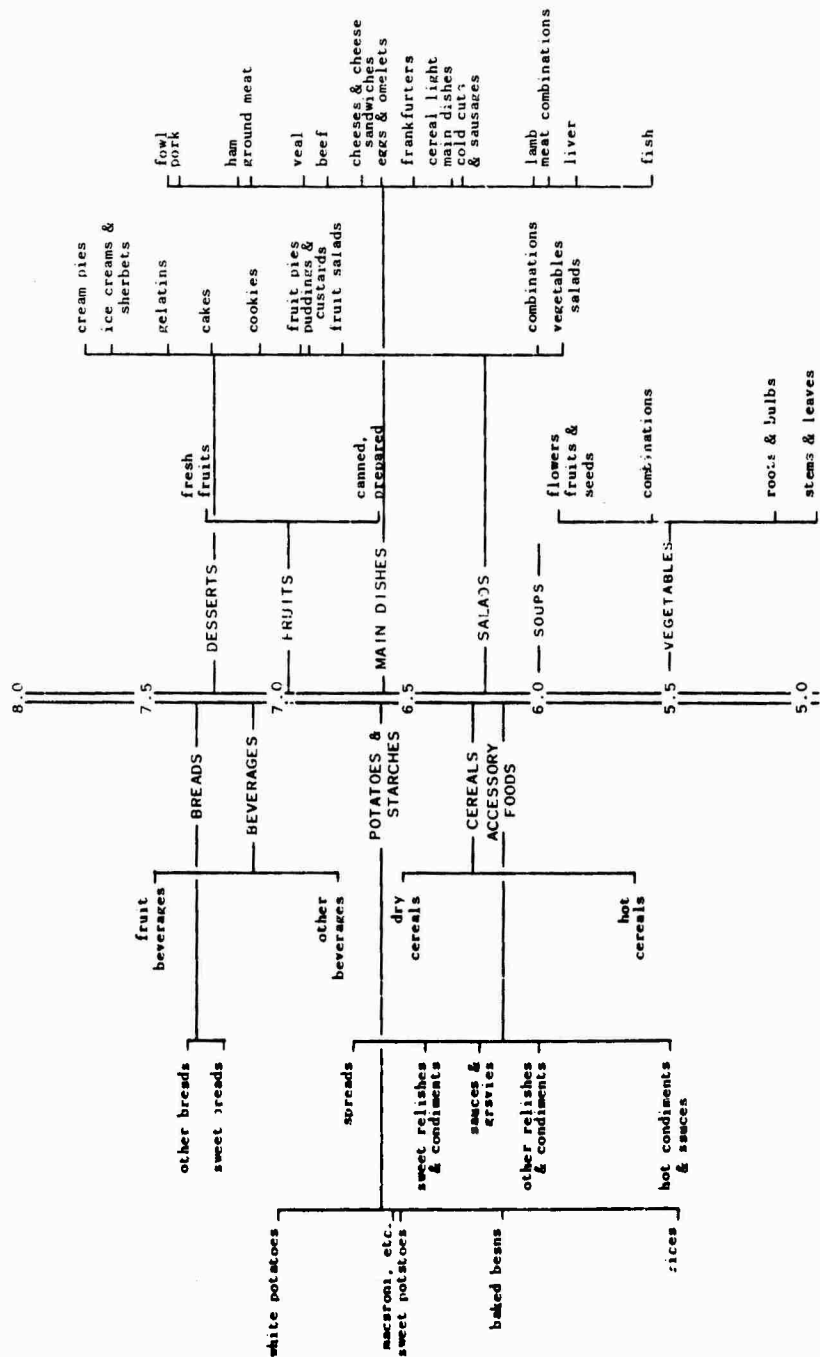 cream pies
ice creams &
sherbets
gelatins
cakes
cookies
fruit pies
puddings &
custards
fruit salads
combinations
vegetables
salads
fowl
pork
ham
ground meat
veal
beef
cheeses & cheese
sandwiches
eggs & omelets
frankfurters
cereal light
main dishes
cold cuts
& sausages
lamb
meat combinations
liver
fish
fresh
fruits
canned,
prepared
flowers
fruits &
seeds
combinations
roots & bulbs
stems & leaves
DESSERTS
FRUITS
MAIN DISHES
SALADS
SOUPS
VEGETABLES
8.0
7.5
7.0
6.5
6.0
5.5
5.0
BREADS
BEVERAGES
POTATOES &
STARCHES
CEREALS
ACCESSORY
FOODS
fruit
beverages
other
beverages
dry
cereals
hot
cereals
other breads
sweet breads
spreads
sweet relishes
& condiments
sauces &
gravies
other relishes
& condiments
hot condiments
& sauces
white potatoes
macaroni, etc.
sweet potatoes
baked beans
rices